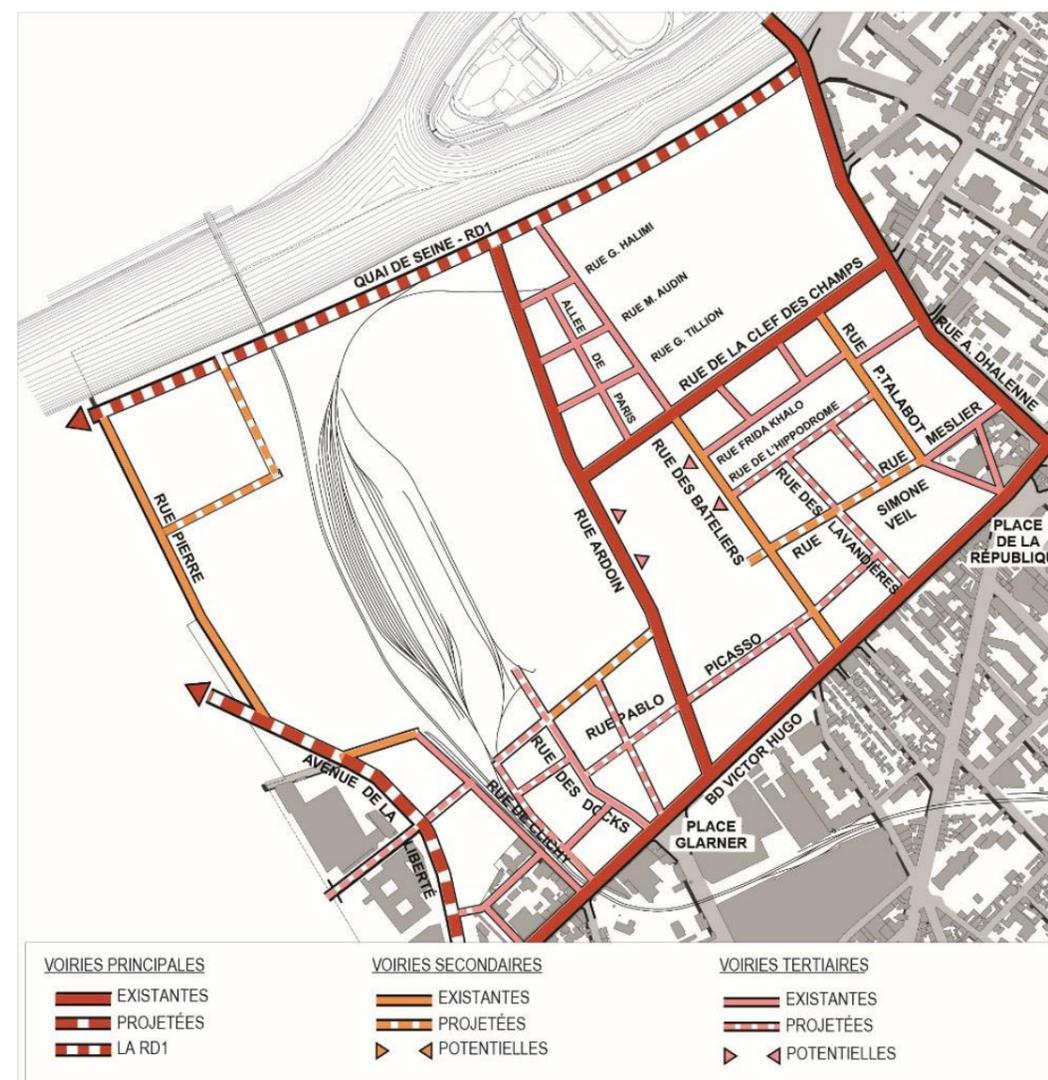 QUAI DE SEINE - RD1
RUE G. HALIMI
RUE M. AUDIN
RUE G. TILLION
ALLEE
DE
PARIS
RUE DE LA CLEF DES CHAMPS
RUE A. DHALENNE
RUE
P.TALABOT
RUE FRIDA KHALO
RUE DE L'HIPPODROME
RUE
MESLIER
RUE DES BATELIERS
RUE DES
LAVANDIÈRES
RUE
SIMONE
VEIL
PLACE
DE LA
RÉPUBLIQU
RUE
PIERRE
RUE ARDOIN
RUE PABLO
PICASSO
RUE
DES
DOCKS
RUE DE CLICHY
AVENUE DE LA
LIBERTÉ
BD VICTOR HUGO
PLACE
GLARNER
VOIRIES PRINCIPALES
EXISTANTES
PROJETÉES
LA RD1
VOIRIES SECONDAIRES
EXISTANTES
PROJETÉES
POTENTIELLES
VOIRIES TERTIAIRES
EXISTANTES
PROJETÉES
POTENTIELLES